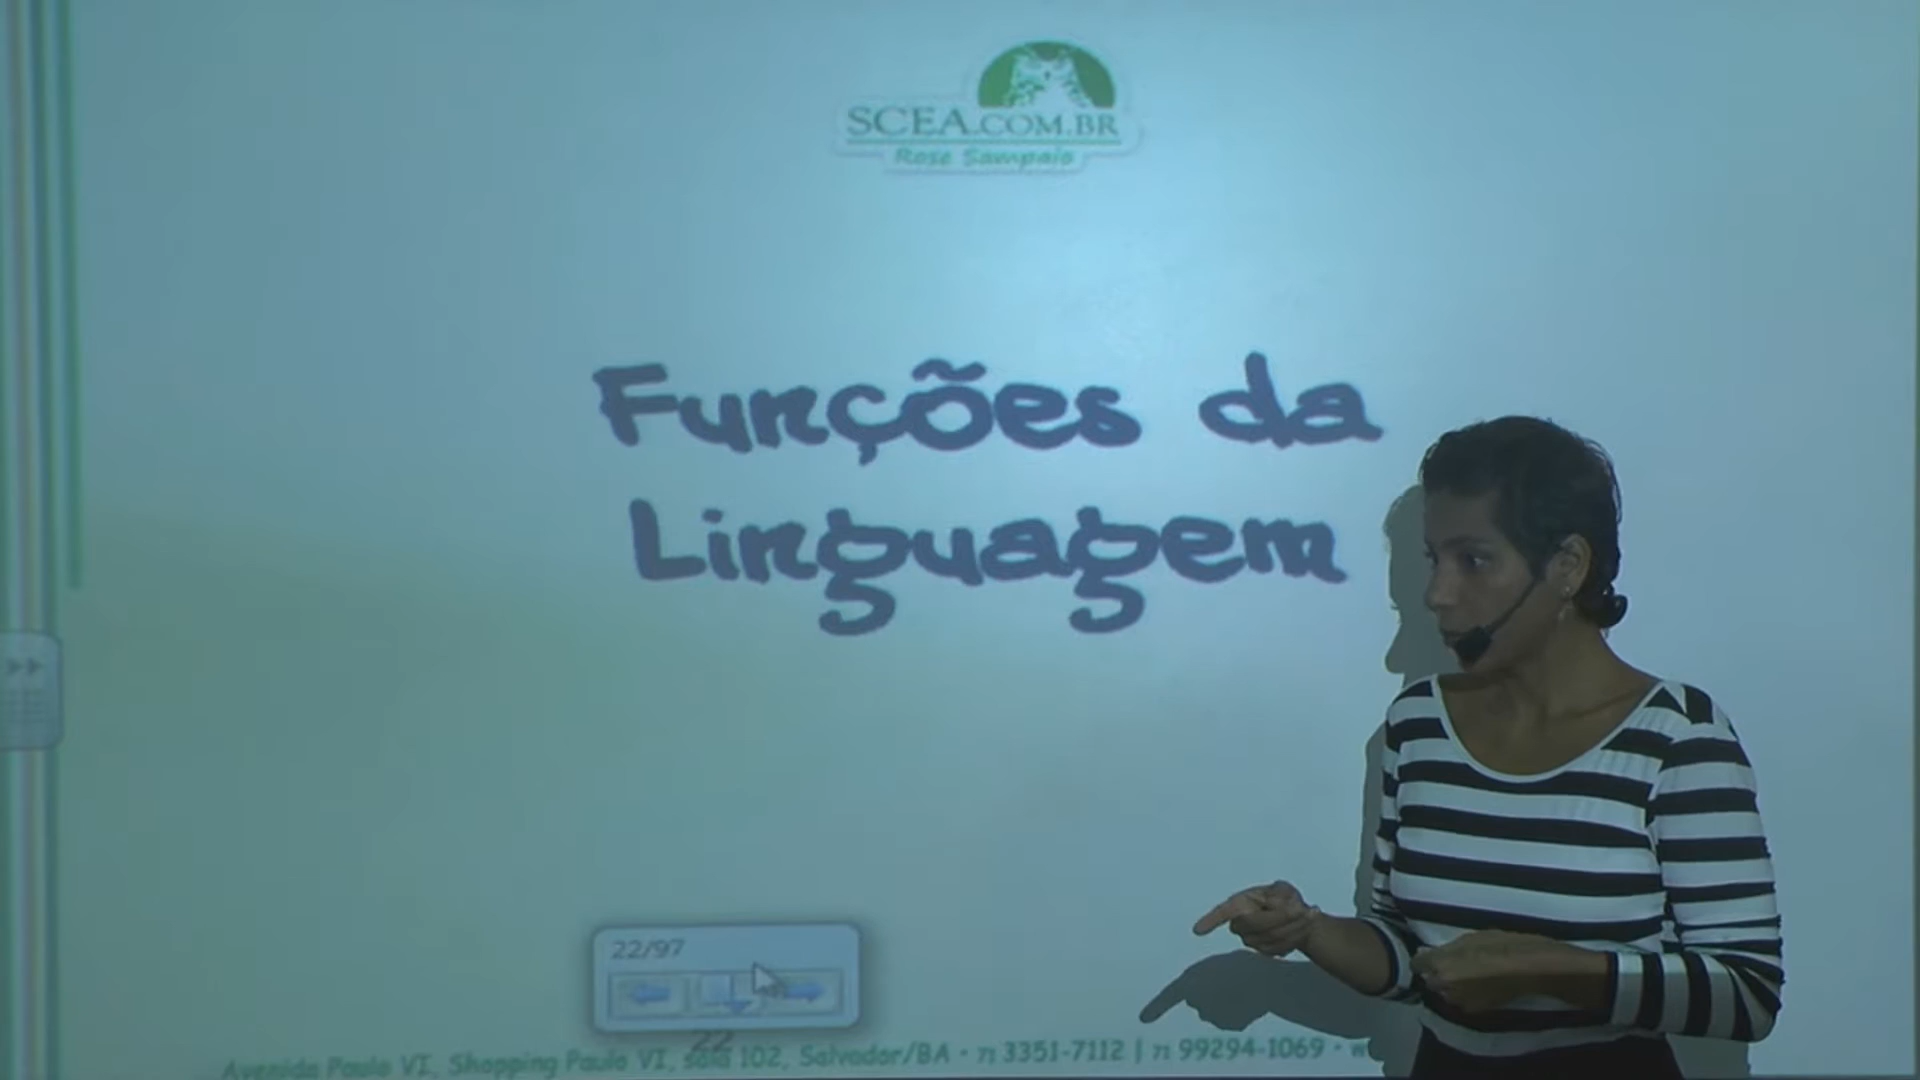 SCEA.COM.BR
Rose Sampaio
Funções da
Linguagem
22/97
22
Avenida Paulo VI, Shopping Paulo VI, sala 102, Salvador/BA • 71 3351-7112 | 71 99294-1069 •